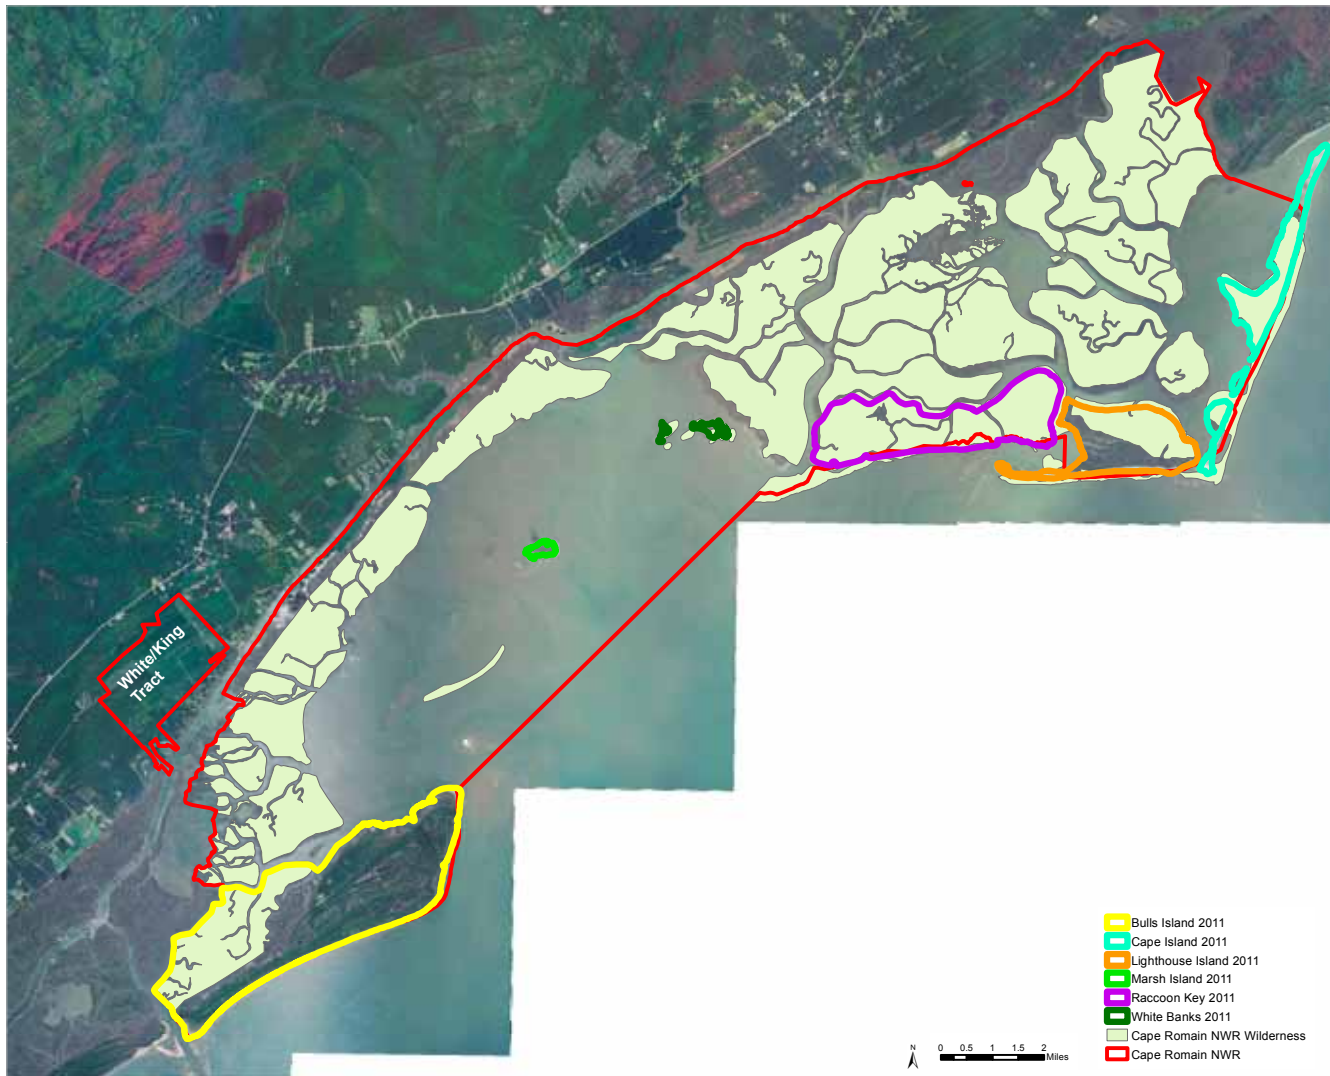 White/King
Tract
Bulls Island 2011
Cape Island 2011
Lighthouse Island 2011
Marsh Island 2011
Raccoon Key 2011
White Banks 2011
Cape Romain NWR Wilderness
Cape Romain NWR
N
0 0.5 1 1 2
Miles